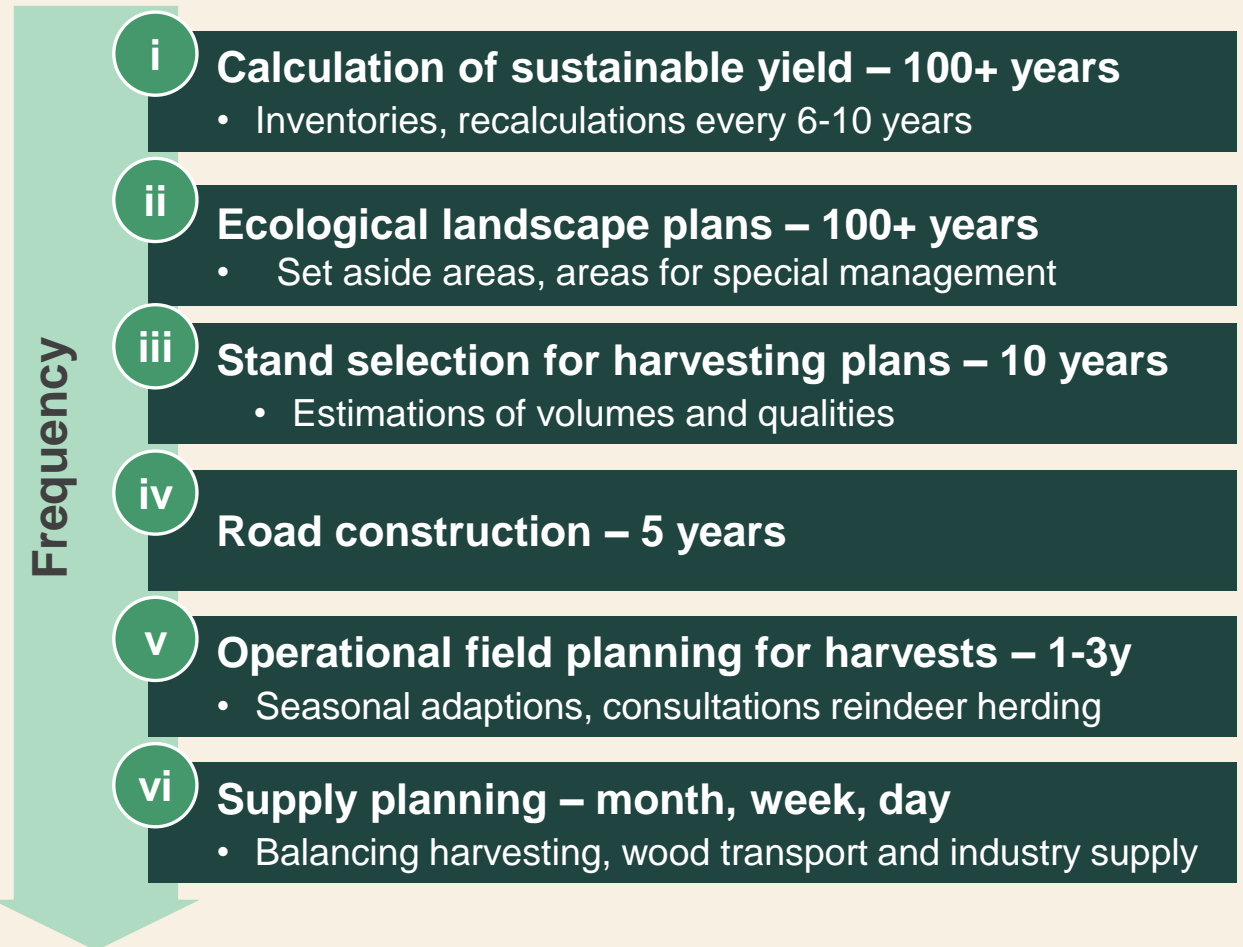 Frequency
i
Calculation of sustainable yield – 100+ years
• Inventories, recalculations every 6-10 years
ii
Ecological landscape plans – 100+ years
• Set aside areas, areas for special management
iii
Stand selection for harvesting plans – 10 years
• Estimations of volumes and qualities
iv
Road construction – 5 years
v
Operational field planning for harvests – 1-3y
• Seasonal adaptions, consultations reindeer herding
vi
Supply planning – month, week, day
• Balancing harvesting, wood transport and industry supply